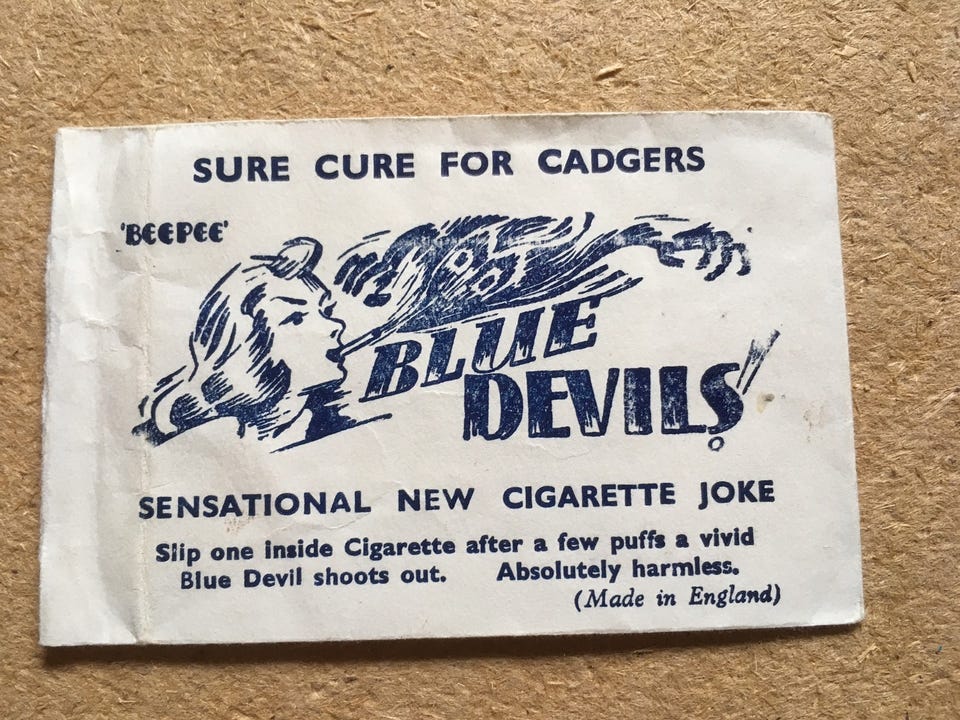 SURE CURE FOR CADGERS
'BEEPEE'
BLUE
DEVILS!
SENSATIONAL NEW CIGARETTE JOKE
Slip one inside Cigarette after a few puffs a vivid
Blue Devil shoots out. Absolutely harmless.
(Made in England)